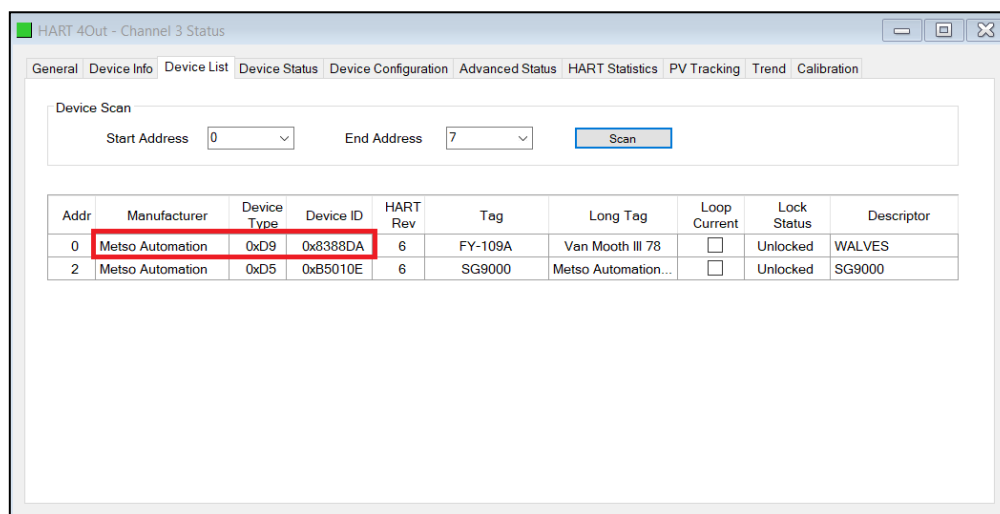 HART 4Out - Channel 3 Status
General Device Info Device List Device Status Device Configuration Advanced Status HART Statistics PV Tracking Trend Calibration
Device Scan
Start Address 0 End Address 7 Scan
Addr Manufacturer Device Type Device ID HART Rev Tag Long Tag Loop Current Lock Status Descriptor
0 Metso Automation 0xD9 0x8388DA 6 FY-109A Van Mooth III 78 Unlocked WALVES
2 Metso Automation 0xD5 0xB5010E 6 SG9000 Metso Automation... Unlocked SG9000